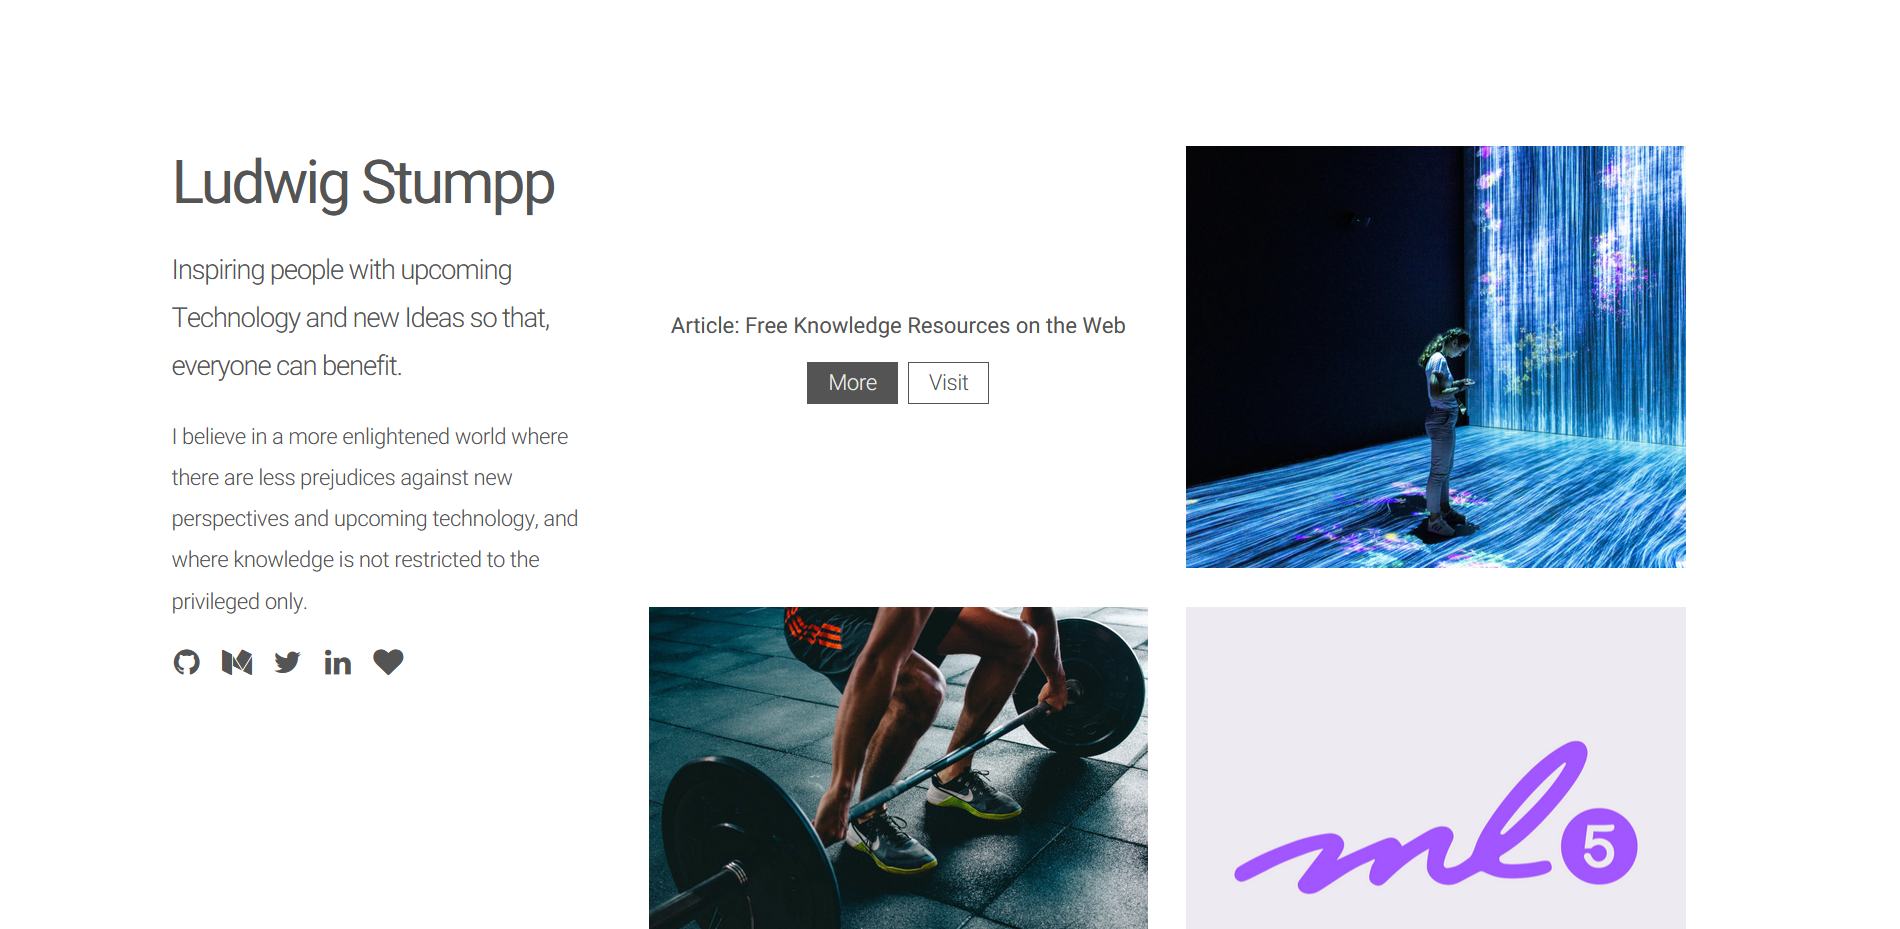 Ludwig Stumpp
Inspiring people with upcoming
Technology and new Ideas so that,
everyone can benefit.
I believe in a more enlightened world where
there are less prejudices against new
perspectives and upcoming technology, and
where knowledge is not restricted to the
privileged only.
Article: Free Knowledge Resources on the Web
More
Visit
ml5